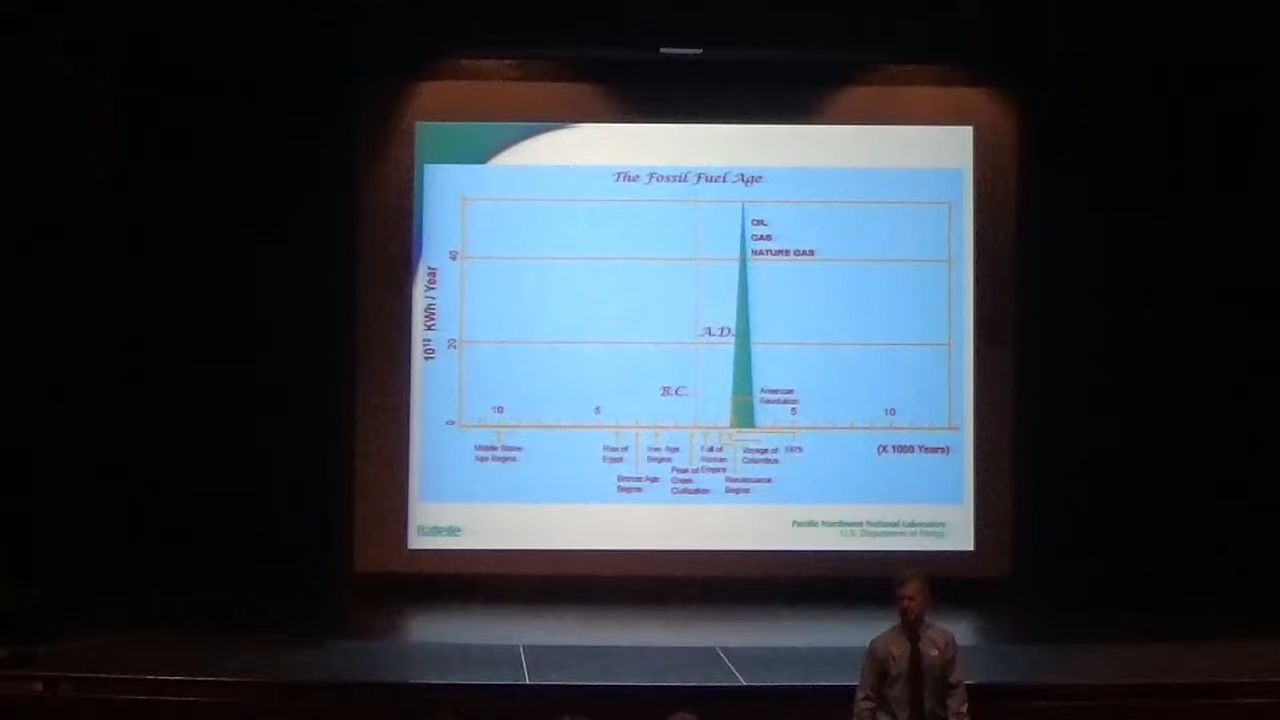 The Fossil Fuel Age
OIL
GAS
NATURE GAS
40
10¹² KWh / Year
A.D.
20
B.C.
American
Revolution
10
5
5
10
0
Middle Stone
Age Begins
Rise of
Egypt
Iron Age
Begins
Fall of
Roman
Empire
Voyage of
Columbus
1975
(X 1000 Years)
Bronze Age
Begins
Peak of
Greek
Civilization
Renaissance
Begins
Battelle
Pacific Northwest National Laboratory
U.S. Department of Energy